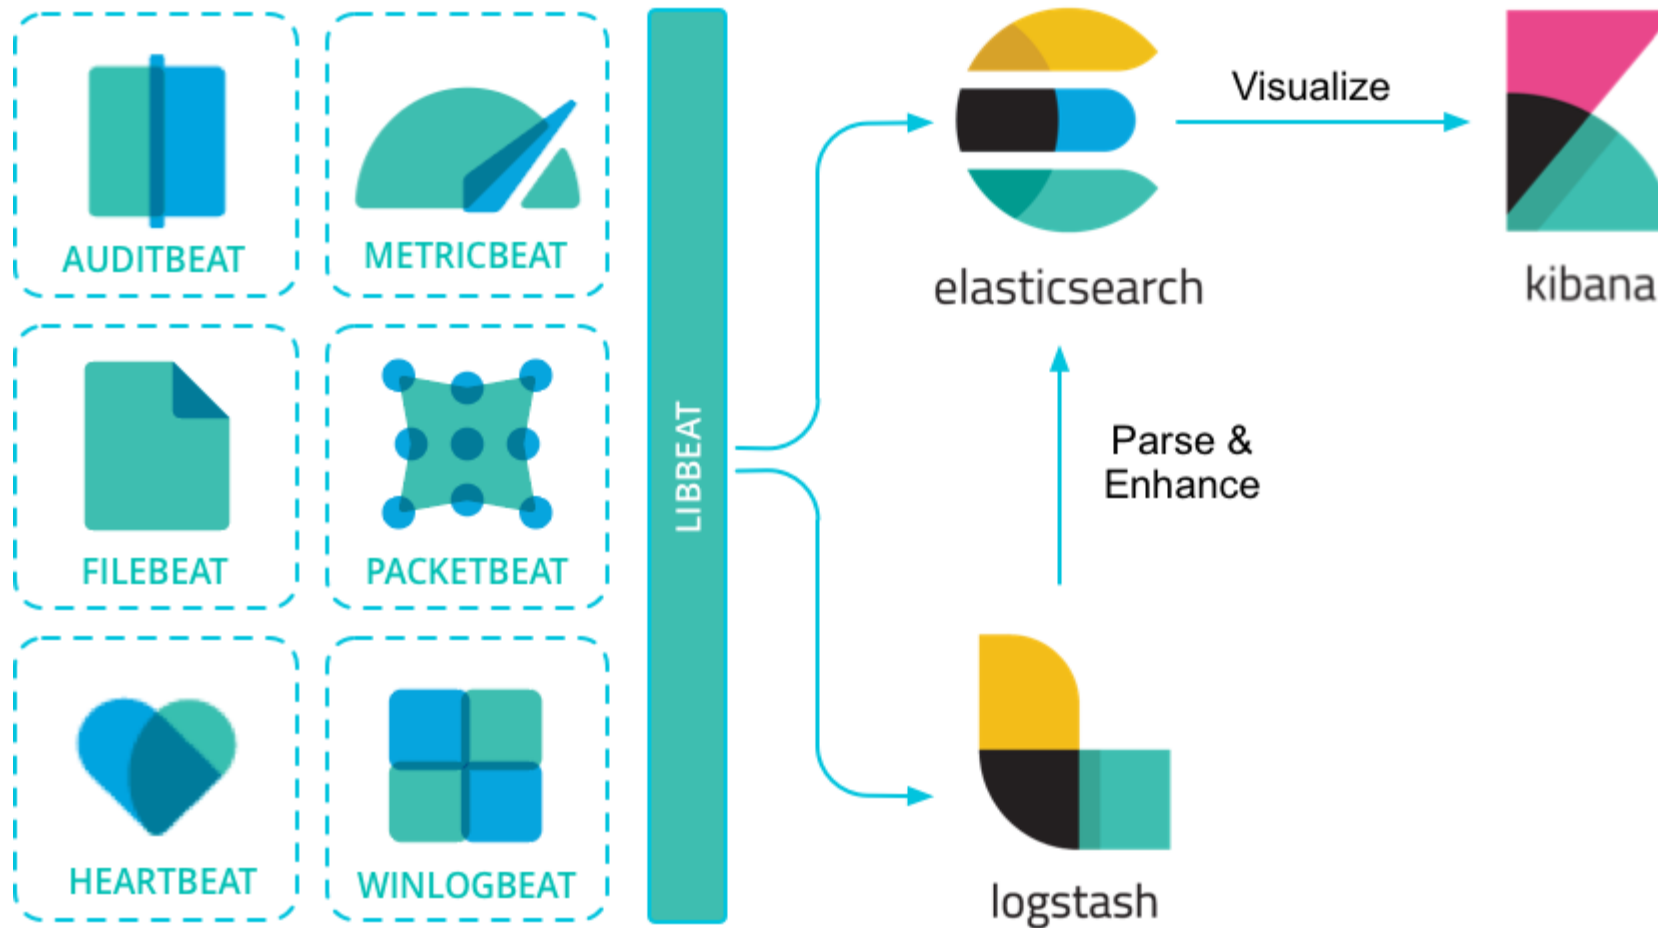 AUDITBEAT
METRICBEAT
FILEBEAT
PACKETBEAT
HEARTBEAT
WINLOGBEAT
LIBBEAT
elasticsearch
Visualize
kibana
Parse &
Enhance
logstash